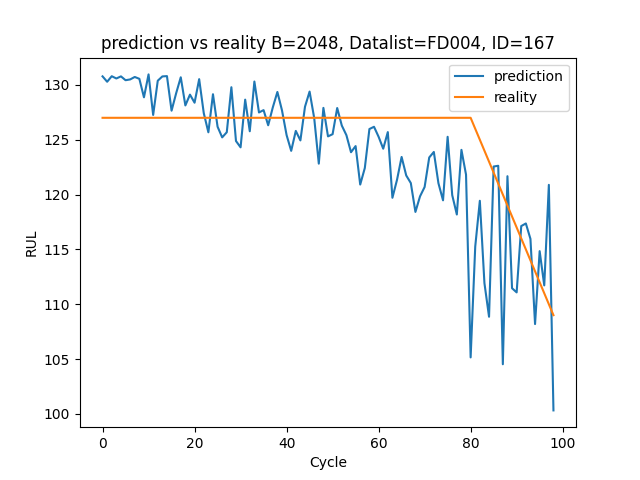 prediction vs reality B=2048, Datalist=FD004, ID=167
prediction
reality
130
125
120
115
110
105
100
RUL
0
20
40
60
80
100
Cycle